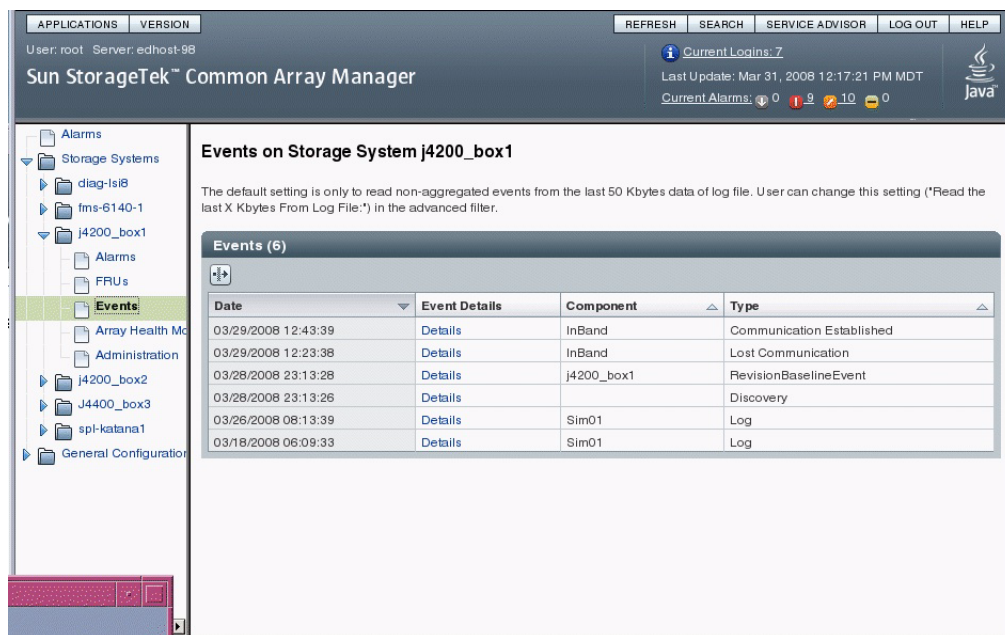 APPLICATIONS VERSION REFRESH SEARCH SERVICE ADVISOR LOG OUT HELP
User: root Server: edhost-98
Current Logins: 7
Sun StorageTek™ Common Array Manager
Last Update: Mar 31, 2008 12:17:21 PM MDT
Current Alarms: 0 9 10 0
Java™
Alarms
Storage Systems
diag-lsi8
fms-6140-1
j4200_box1
Alarms
FRUs
Events
Array Health Mo
Administration
j4200_box2
J4400_box3
spl-katana1
General Configuration
Events on Storage System j4200_box1
The default setting is only to read non-aggregated events from the last 50 Kbytes data of log file. User can change this setting ("Read the
last X Kbytes From Log File:") in the advanced filter.
Events (6)
Date Event Details Component Type
03/29/2008 12:43:39 Details InBand Communication Established
03/29/2008 12:23:38 Details InBand Lost Communication
03/28/2008 23:13:28 Details j4200_box1 RevisionBaselineEvent
03/28/2008 23:13:26 Details Discovery
03/26/2008 08:13:39 Details Sim01 Log
03/18/2008 06:09:33 Details Sim01 Log